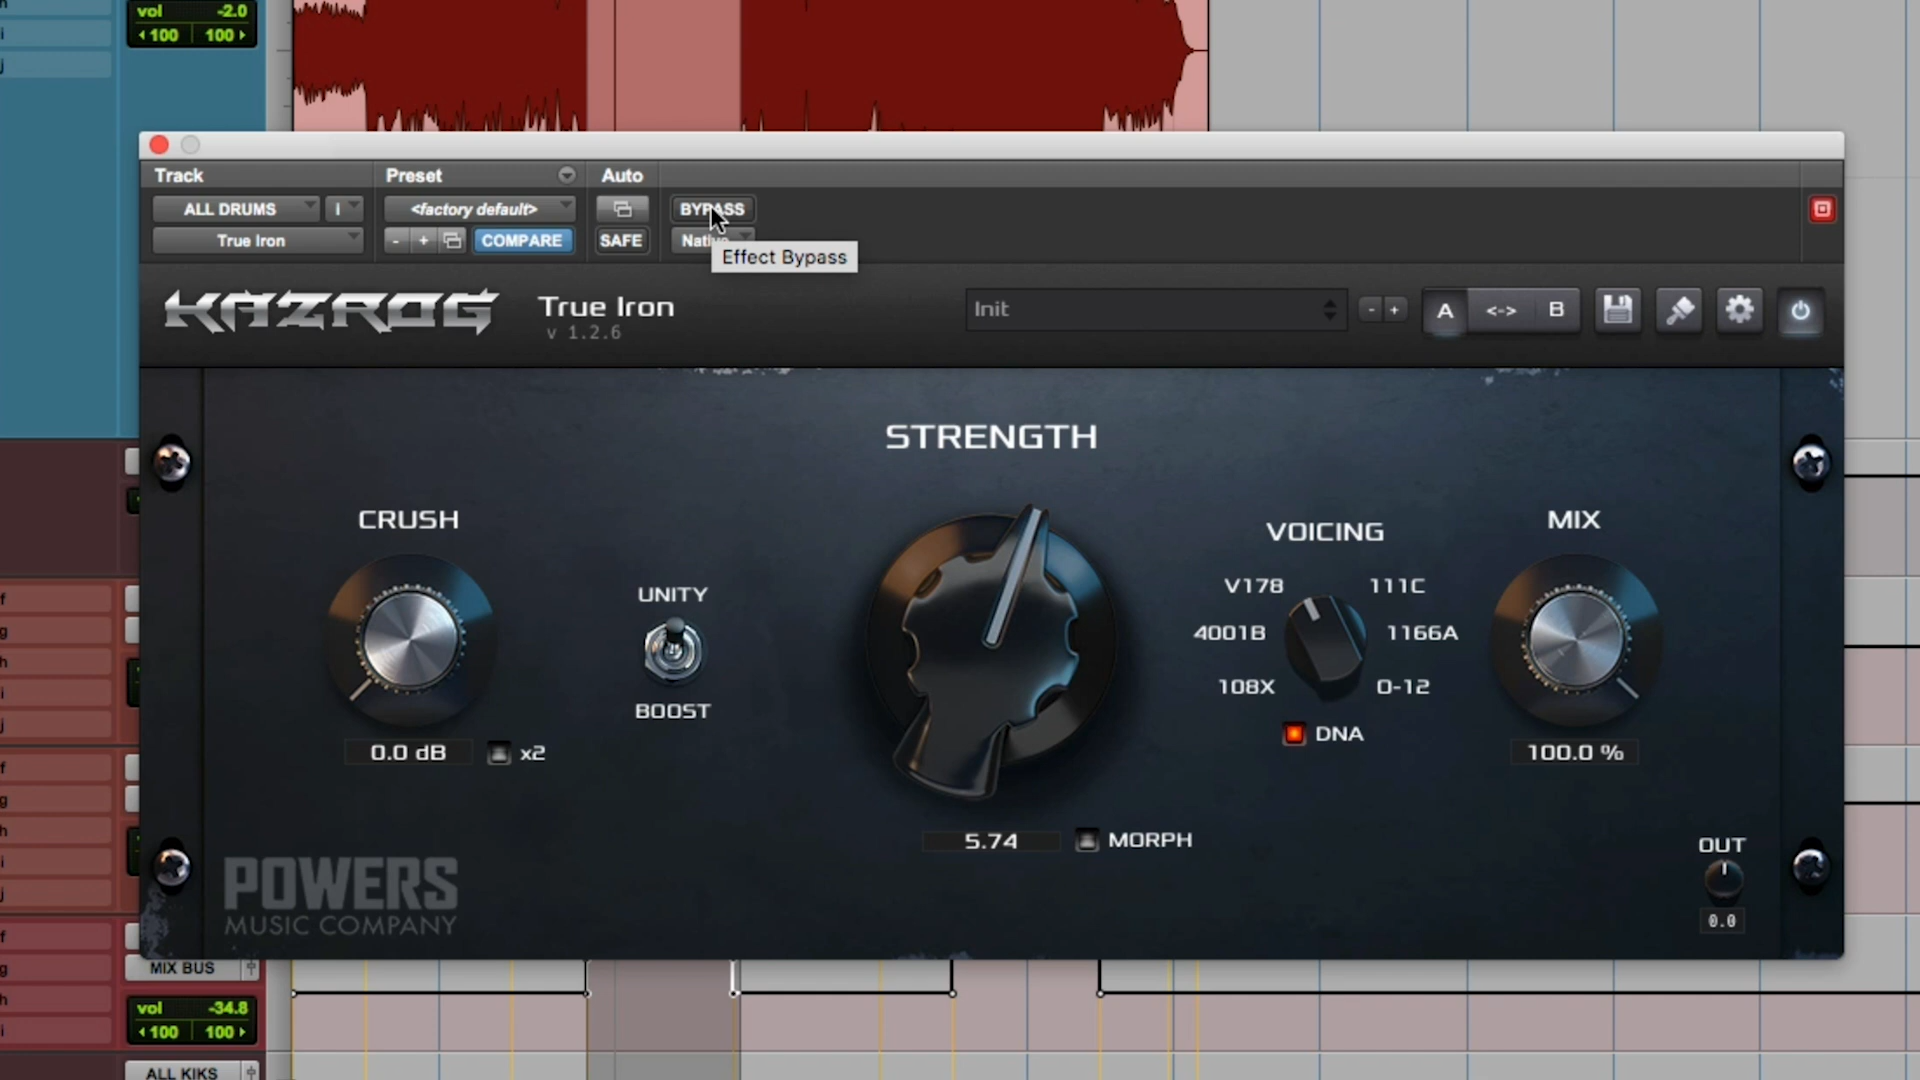 vol -2.0
100 100
i
j
Track Preset Auto
ALL DRUMS i <factory default> BYPASS
True Iron - + COMPARE SAFE
Effect Bypass
KAZROG True Iron Init - + A <-> B
v 1.2.6
STRENGTH
CRUSH VOICING MIX
UNITY V178 111C
4001B 1166A
BOOST 108X 0-12
DNA
0.0 dB x2 100.0 %
5.74 MORPH
OUT
0.0
POWERS
MUSIC COMPANY
f
g
h
i
j
f
g
h
i
j
f
g MIX BUS
h vol -34.8
i 100 100
ALL KIKS